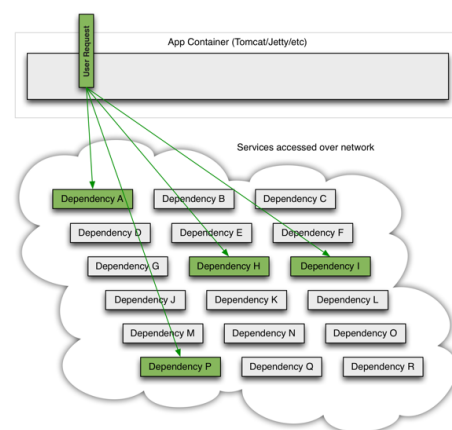 User Request
App Container (Tomcat/Jetty/etc)
Services accessed over network
Dependency A
Dependency B
Dependency C
Dependency D
Dependency E
Dependency F
Dependency G
Dependency H
Dependency I
Dependency J
Dependency K
Dependency L
Dependency M
Dependency N
Dependency O
Dependency P
Dependency Q
Dependency R